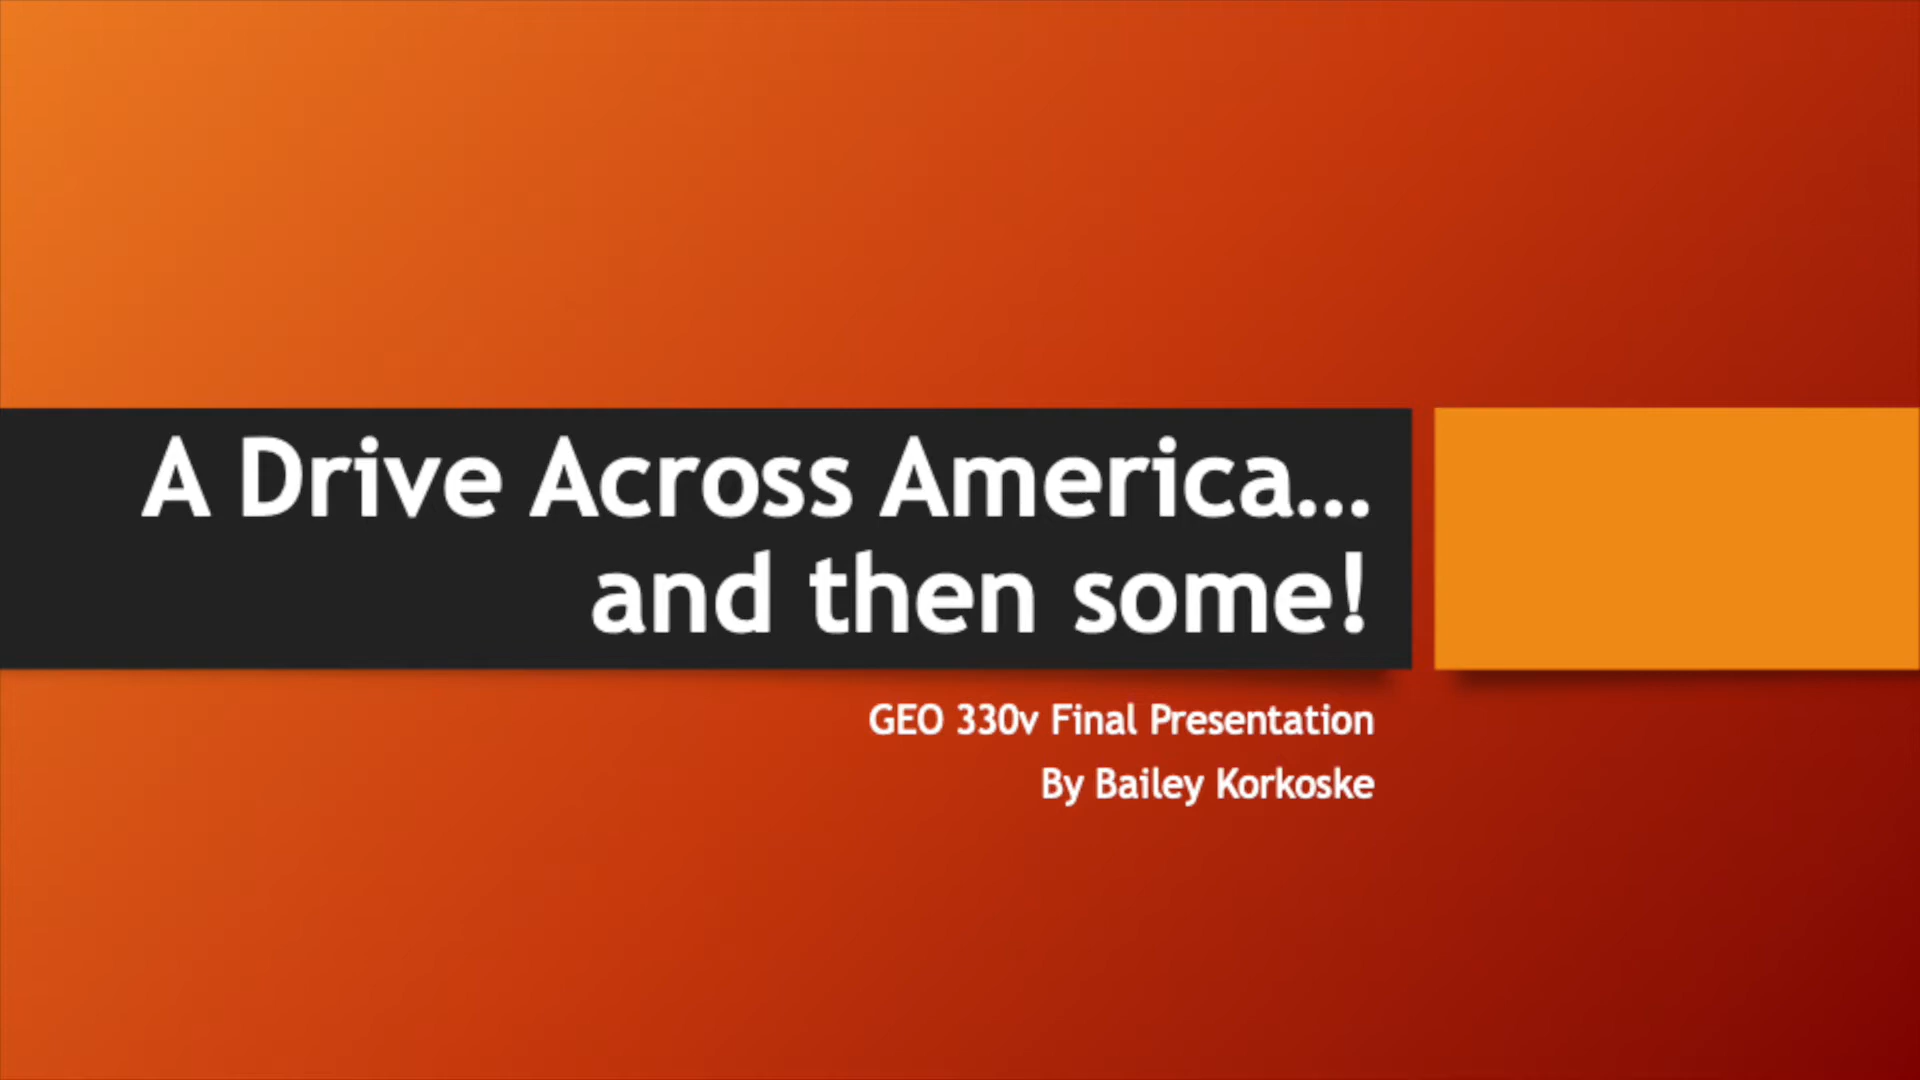 A Drive Across America...
and then some!
GEO 330v Final Presentation
By Bailey Korkoske